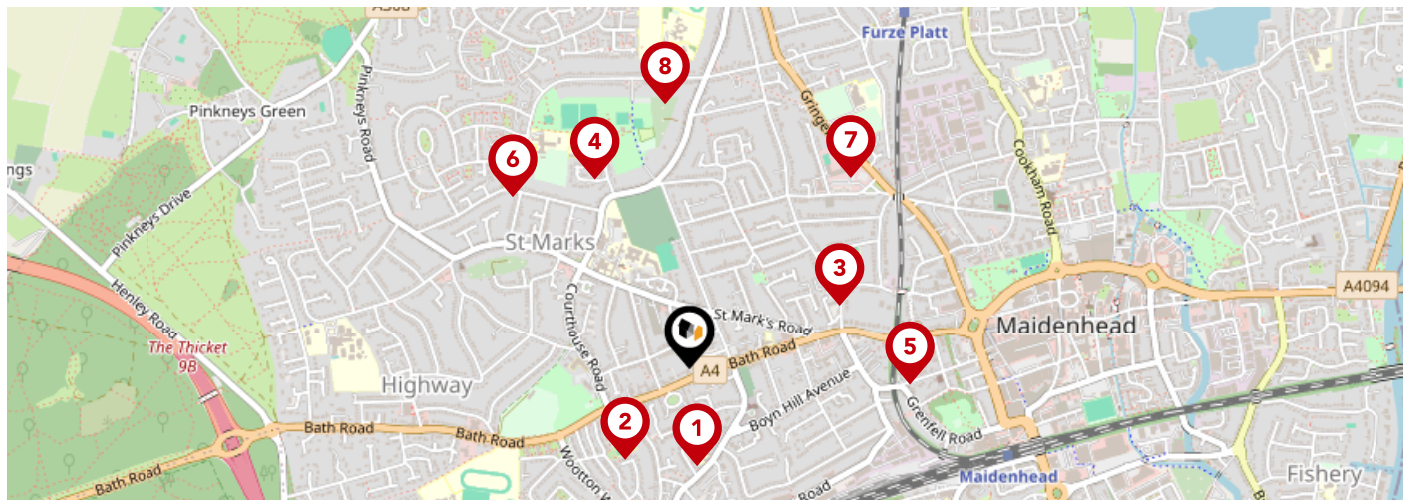 A308
Furze Platt
8
Pinkneys Road
Pinkneys Green
Cookham Road
7
4
6
ngs
Pinkneys Drive
St Marks
3
A4094
Henley Road
Courthouse Road
St Mark's Road
Maidenhead
The Thicket
9B
5
Bath Road
A4
Highway
Boyn Hill Avenue
2
1
Grenfell Road
Bath Road
Bath Road
Wootton W
Bath Road
Maidenhead
Fishery
Road